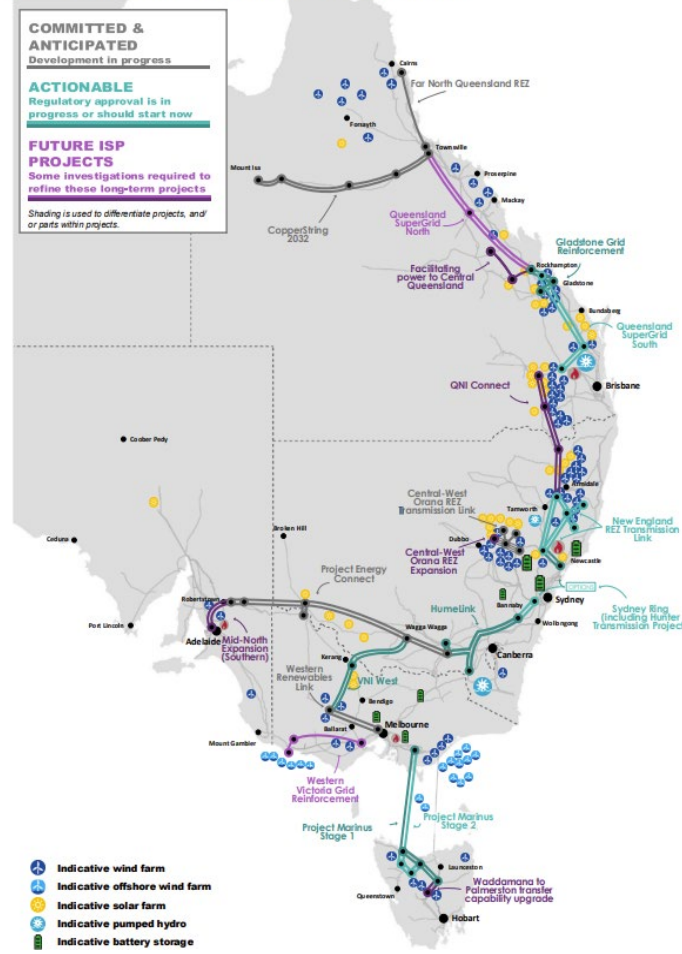 COMMITTED &
ANTICIPATED
Development in progress
ACTIONABLE
Regulatory approval is in
progress or should start now
FUTURE ISP
PROJECTS
Some investigations required to
refine these long-term projects
Shading is used to differentiate projects, and/
or parts within projects.
Cairns
Far North Queensland REZ
Forsayth
Townsville
Mount Isa
Proserpine
Mackay
CopperString
2032
Queensland
SuperGrid
North
Gladstone Grid
Reinforcement
Facilitating
power to Central
Queensland
Rockhampton
Gladstone
Bundaberg
Queensland
SuperGrid
South
QNI Connect
Brisbane
Coober Pedy
Armidale
Central-West
Orana REZ
Transmission Link
Tamworth
New England
REZ Transmission
Link
Broken Hill
Dubbo
Central-West
Orana REZ
Expansion
Newcastle
Ceduna
Project Energy
Connect
OPTIONS
Bannaby
Sydney
Robertstown
HumeLink
Wollongong
Sydney Ring
(including Hunter
Transmission Project
Port Lincoln
Adelaide
Mid-North
Expansion
(Southern)
Wagga Wagga
Canberra
Western
Renewables
Link
Kerang
VNI West
Bendigo
Mount Gambier
Ballarat
Melbourne
Western
Victoria Grid
Reinforcement
Project Marinus
Stage 1
Project Marinus
Stage 2
Launceston
Queenstown
Waddamana to
Palmerston transfer
capability upgrade
Hobart
Indicative wind farm
Indicative offshore wind farm
Indicative solar farm
Indicative pumped hydro
Indicative battery storage